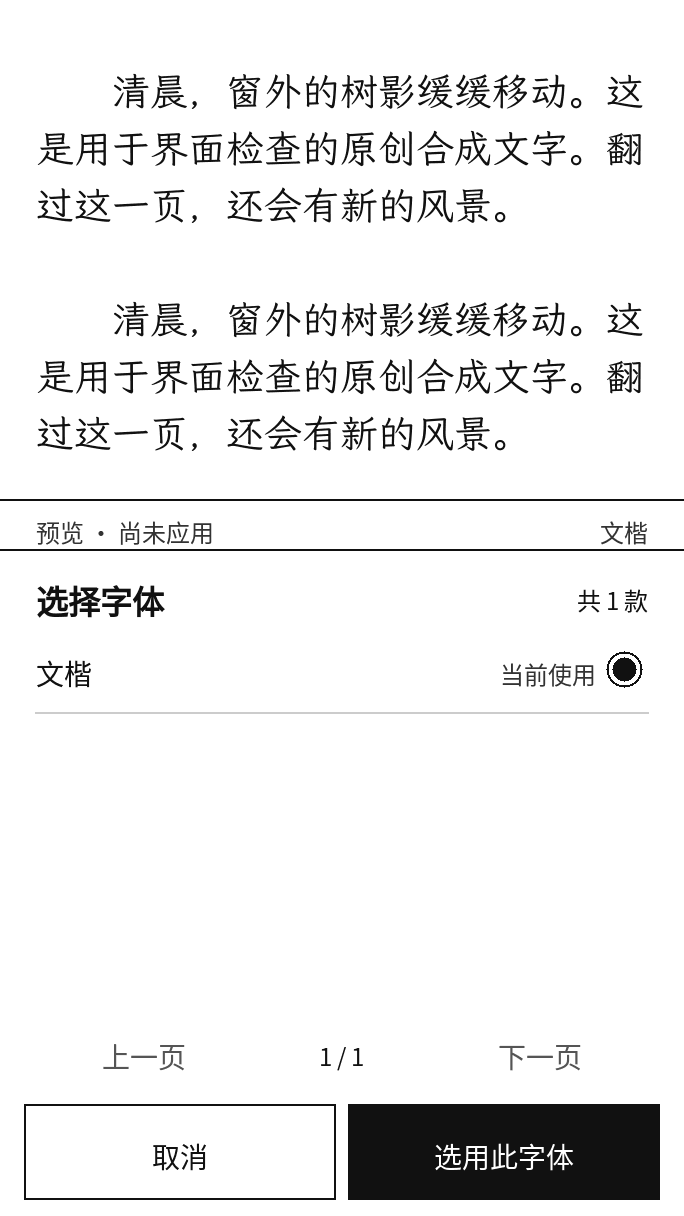 清晨，窗外的树影缓缓移动。这
是用于界面检查的原创合成文字。翻
过这一页，还会有新的风景。
清晨，窗外的树影缓缓移动。这
是用于界面检查的原创合成文字。翻
过这一页，还会有新的风景。
预览 · 尚未应用 文楷
选择字体 共 1 款
文楷 当前使用
上一页 1 / 1 下一页
取消 选用此字体